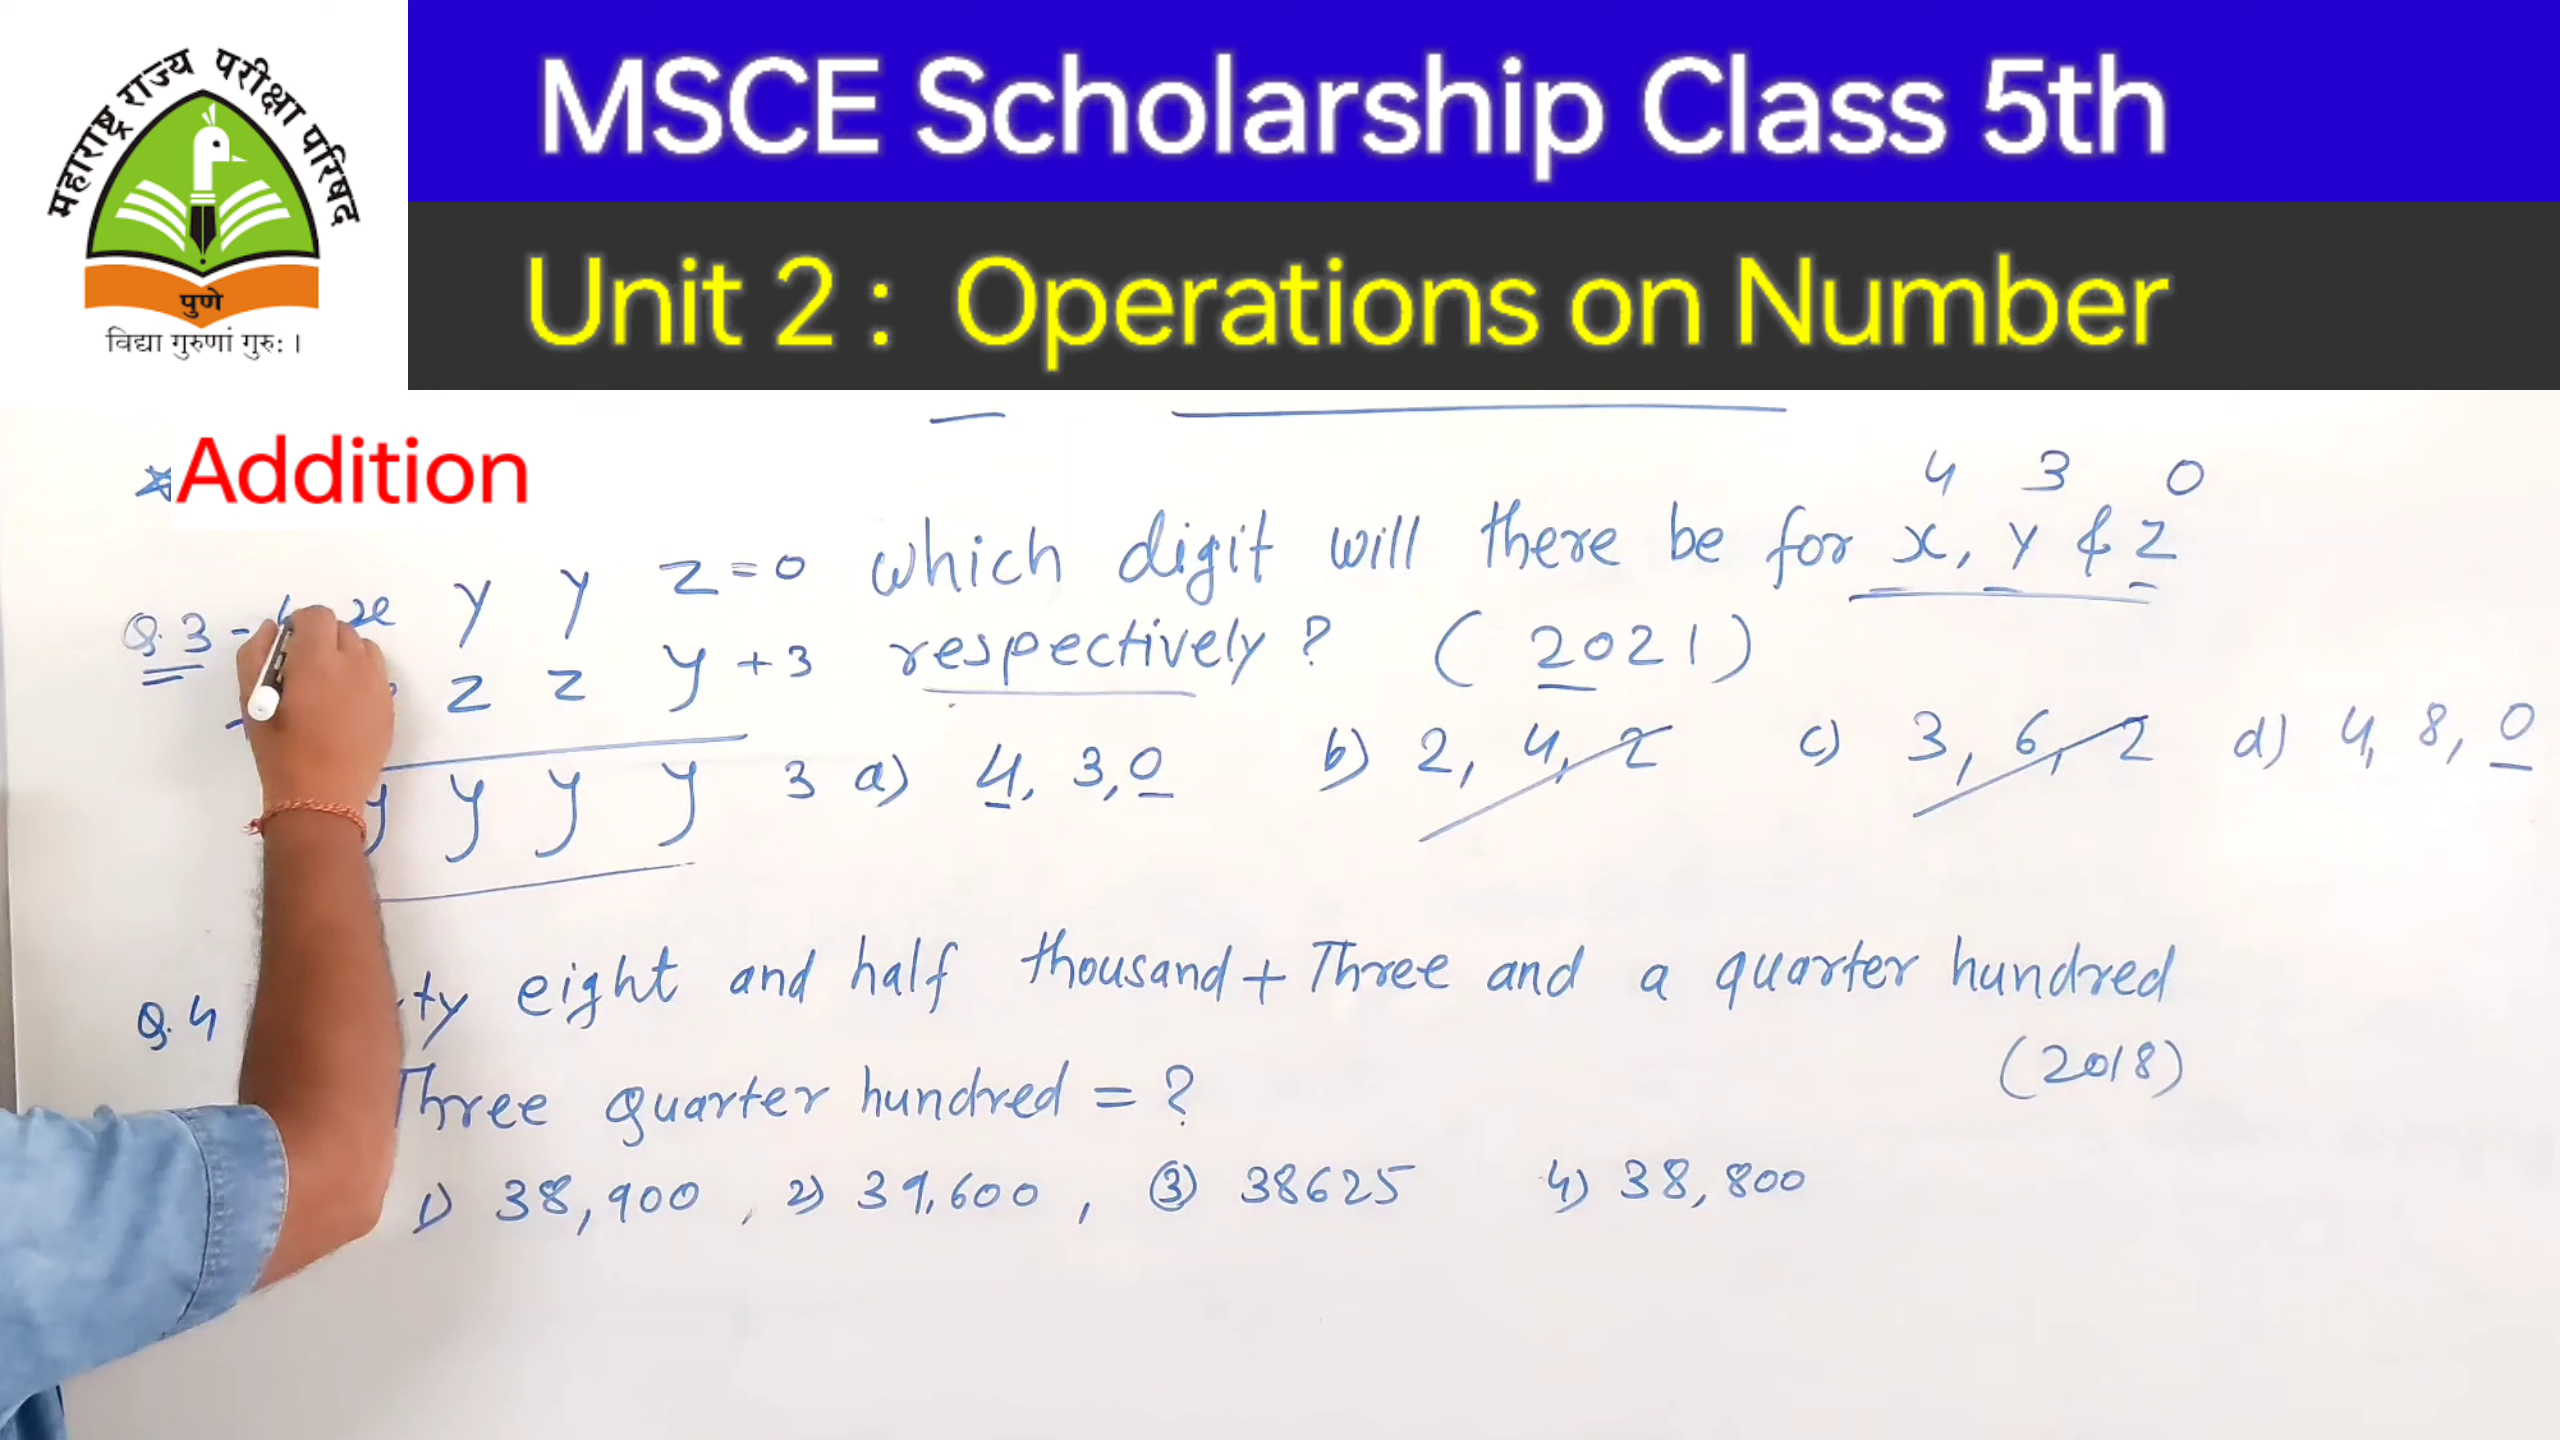 महाराष्ट्र राज्य परीक्षा परिषद
पुणे
विद्या गुरुणां गुरुः ।
MSCE Scholarship Class 5th
Unit 2 : Operations on Number
Addition
4 3 0
Q.3 x y y z = 0 which digit will there be for x, y & z
z z y + 3 respectively ? (2021)
y y y y 3 a) 4, 3, 0 b) 2, 4, 2 c) 3, 6, 2 d) 4, 8, 0
Q.4 ty eight and half thousand + Three and a quarter hundred
(2018)
Three quarter hundred = ?
1) 38,900 , 2) 39,600 , 3) 38625 4) 38,800